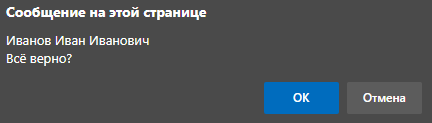 Сообщение на этой странице
Иванов Иван Иванович
Всё верно?
ОК
Отмена